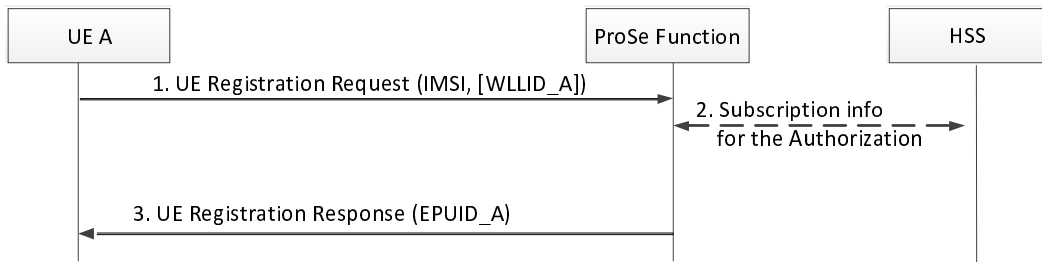 UE A
ProSe Function
HSS
1. UE Registration Request (IMSI, [WLLID_A])
2. Subscription info
for the Authorization
3. UE Registration Response (EPUID_A)